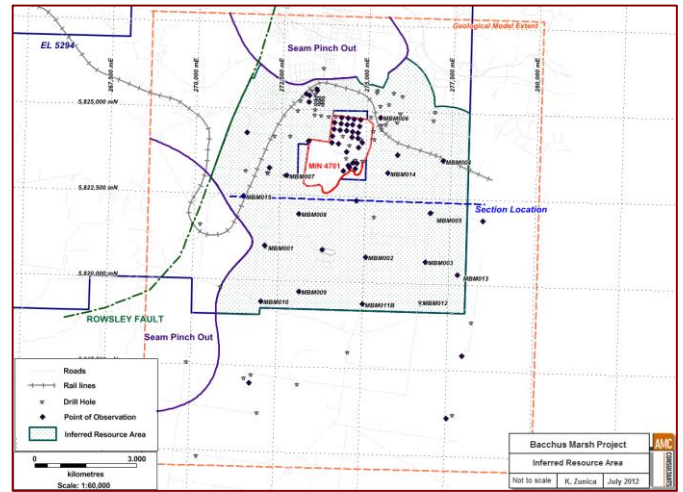 Geological Model Extent
EL 5294
Seam Pinch Out
267,500 mE
270,000 mE
272,500 mE
277,500 mE
280,000 mE
5,825,000 mN
MBM006
MIN 4701
MBM004
MBM007
MBM014
5,822,500 mN
MBM015
Section Location
MBM008
MBM005
MBM001
MBM002
MBM003
5,820,000 mN
MBM013
MBM010
MBM009
MBM011B
MBM012
ROWSLEY FAULT
Seam Pinch Out
Roads
Rail lines
Drill Hole
Point of Observation
Inferred Resource Area
0 3.000
kilometres
Scale: 1:60,000
Bacchus Marsh Project
Inferred Resource Area
Not to scale K. Zunica July 2012
AMC
CONSULTANTS